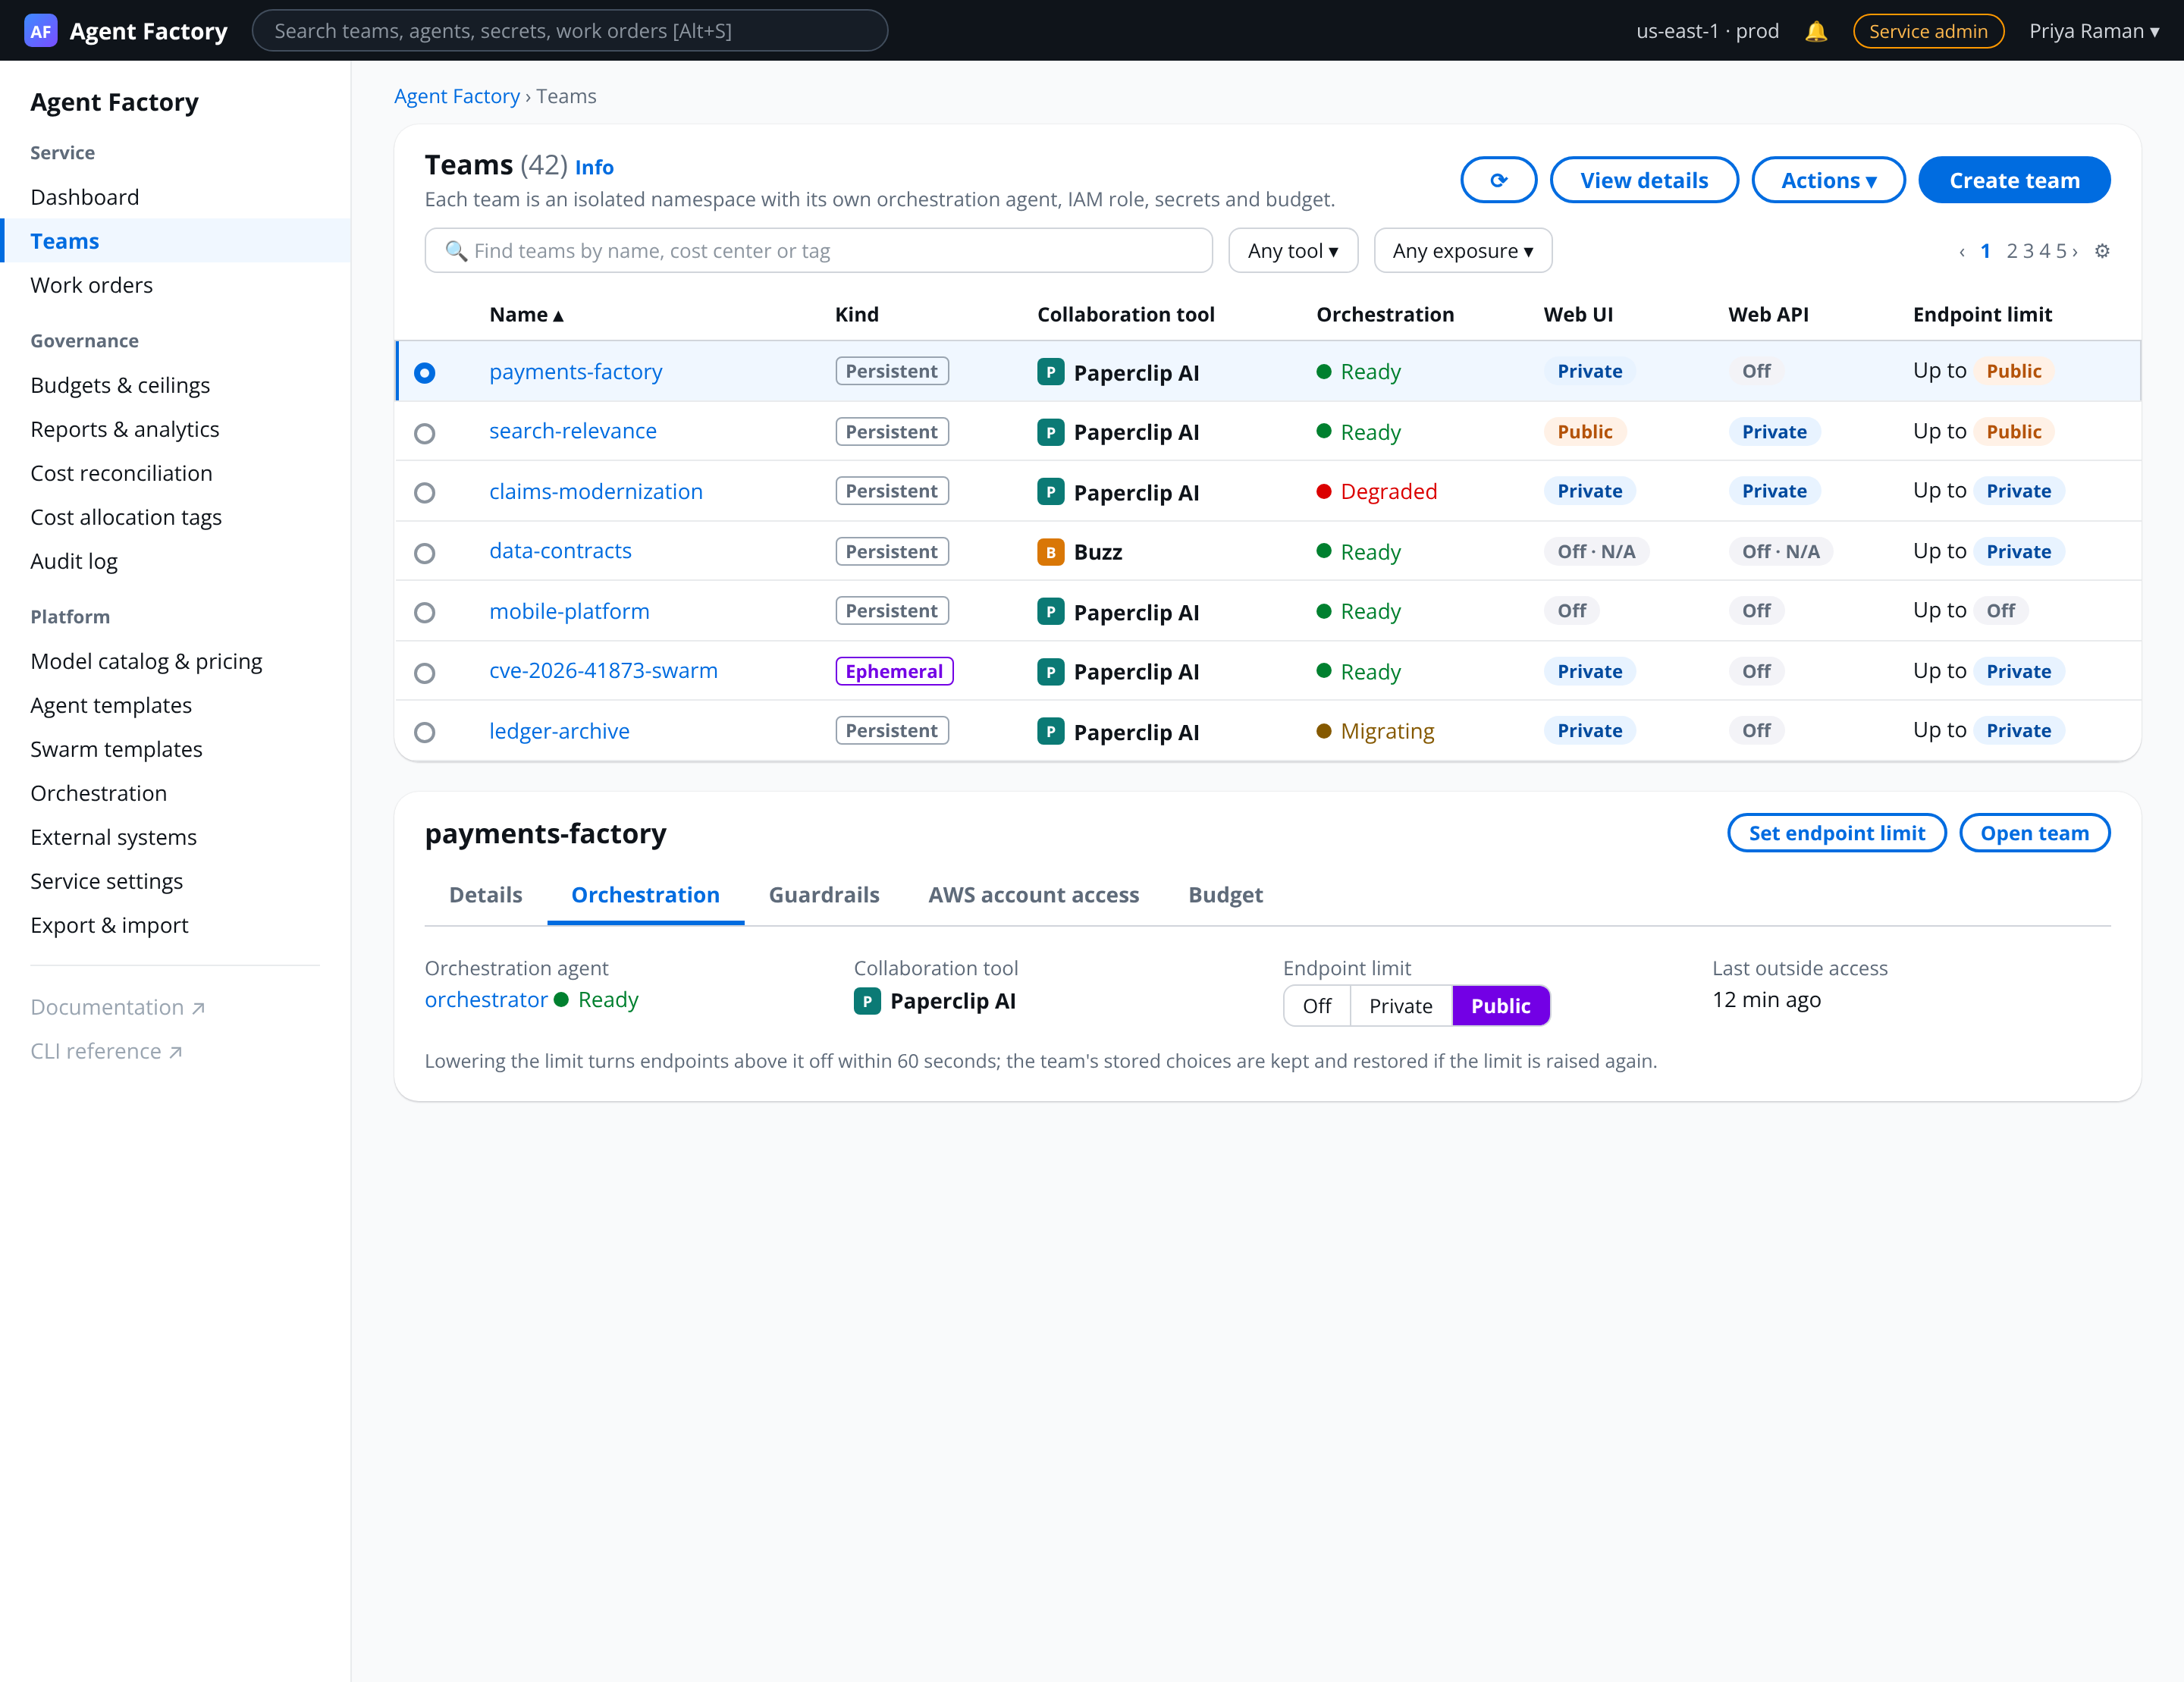 AF Agent Factory Search teams, agents, secrets, work orders [Alt+S] us-east-1 · prod 🔔 Service admin Priya Raman ▾
Agent Factory
Service
Dashboard
Teams
Work orders
Governance
Budgets & ceilings
Reports & analytics
Cost reconciliation
Cost allocation tags
Audit log
Platform
Model catalog & pricing
Agent templates
Swarm templates
Orchestration
External systems
Service settings
Export & import
Documentation ↗
CLI reference ↗
Agent Factory › Teams
Teams (42) Info
Each team is an isolated namespace with its own orchestration agent, IAM role, secrets and budget.
⟳ View details Actions ▾ Create team
🔍 Find teams by name, cost center or tag Any tool ▾ Any exposure ▾ ‹ 1 2 3 4 5 › ⚙
Name ▴ Kind Collaboration tool Orchestration Web UI Web API Endpoint limit
payments-factory Persistent P Paperclip AI Ready Private Off Up to Public
search-relevance Persistent P Paperclip AI Ready Public Private Up to Public
claims-modernization Persistent P Paperclip AI Degraded Private Private Up to Private
data-contracts Persistent B Buzz Ready Off · N/A Off · N/A Up to Private
mobile-platform Persistent P Paperclip AI Ready Off Off Up to Off
cve-2026-41873-swarm Ephemeral P Paperclip AI Ready Private Off Up to Private
ledger-archive Persistent P Paperclip AI Migrating Private Off Up to Private
payments-factory Set endpoint limit Open team
Details Orchestration Guardrails AWS account access Budget
Orchestration agent Collaboration tool Endpoint limit Last outside access
orchestrator Ready P Paperclip AI Off Private Public 12 min ago
Lowering the limit turns endpoints above it off within 60 seconds; the team's stored choices are kept and restored if the limit is raised again.